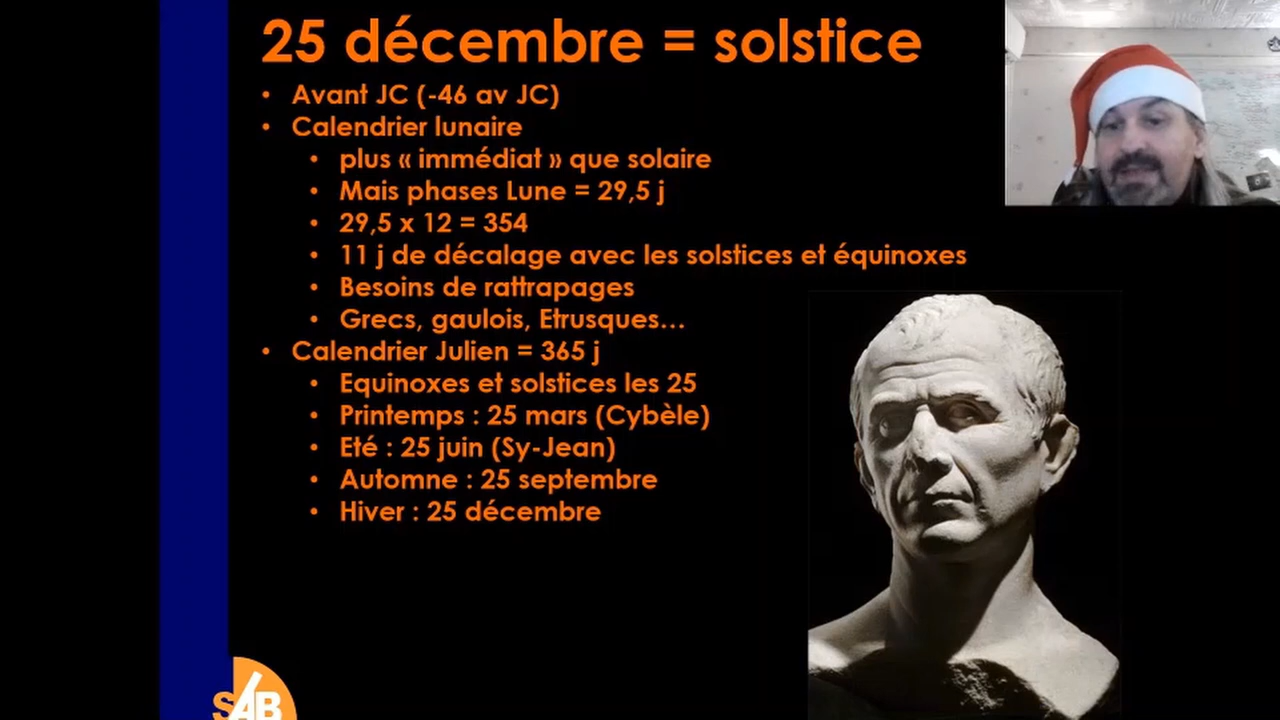 25 décembre = solstice
• Avant JC (-46 av JC)
• Calendrier lunaire
• plus « immédiat » que solaire
• Mais phases Lune = 29,5 j
• 29,5 x 12 = 354
• 11 j de décalage avec les solstices et équinoxes
• Besoins de rattrapages
• Grecs, gaulois, Etrusques…
• Calendrier Julien = 365 j
• Equinoxes et solstices les 25
• Printemps : 25 mars (Cybèle)
• Eté : 25 juin (Sy-Jean)
• Automne : 25 septembre
• Hiver : 25 décembre
SAB